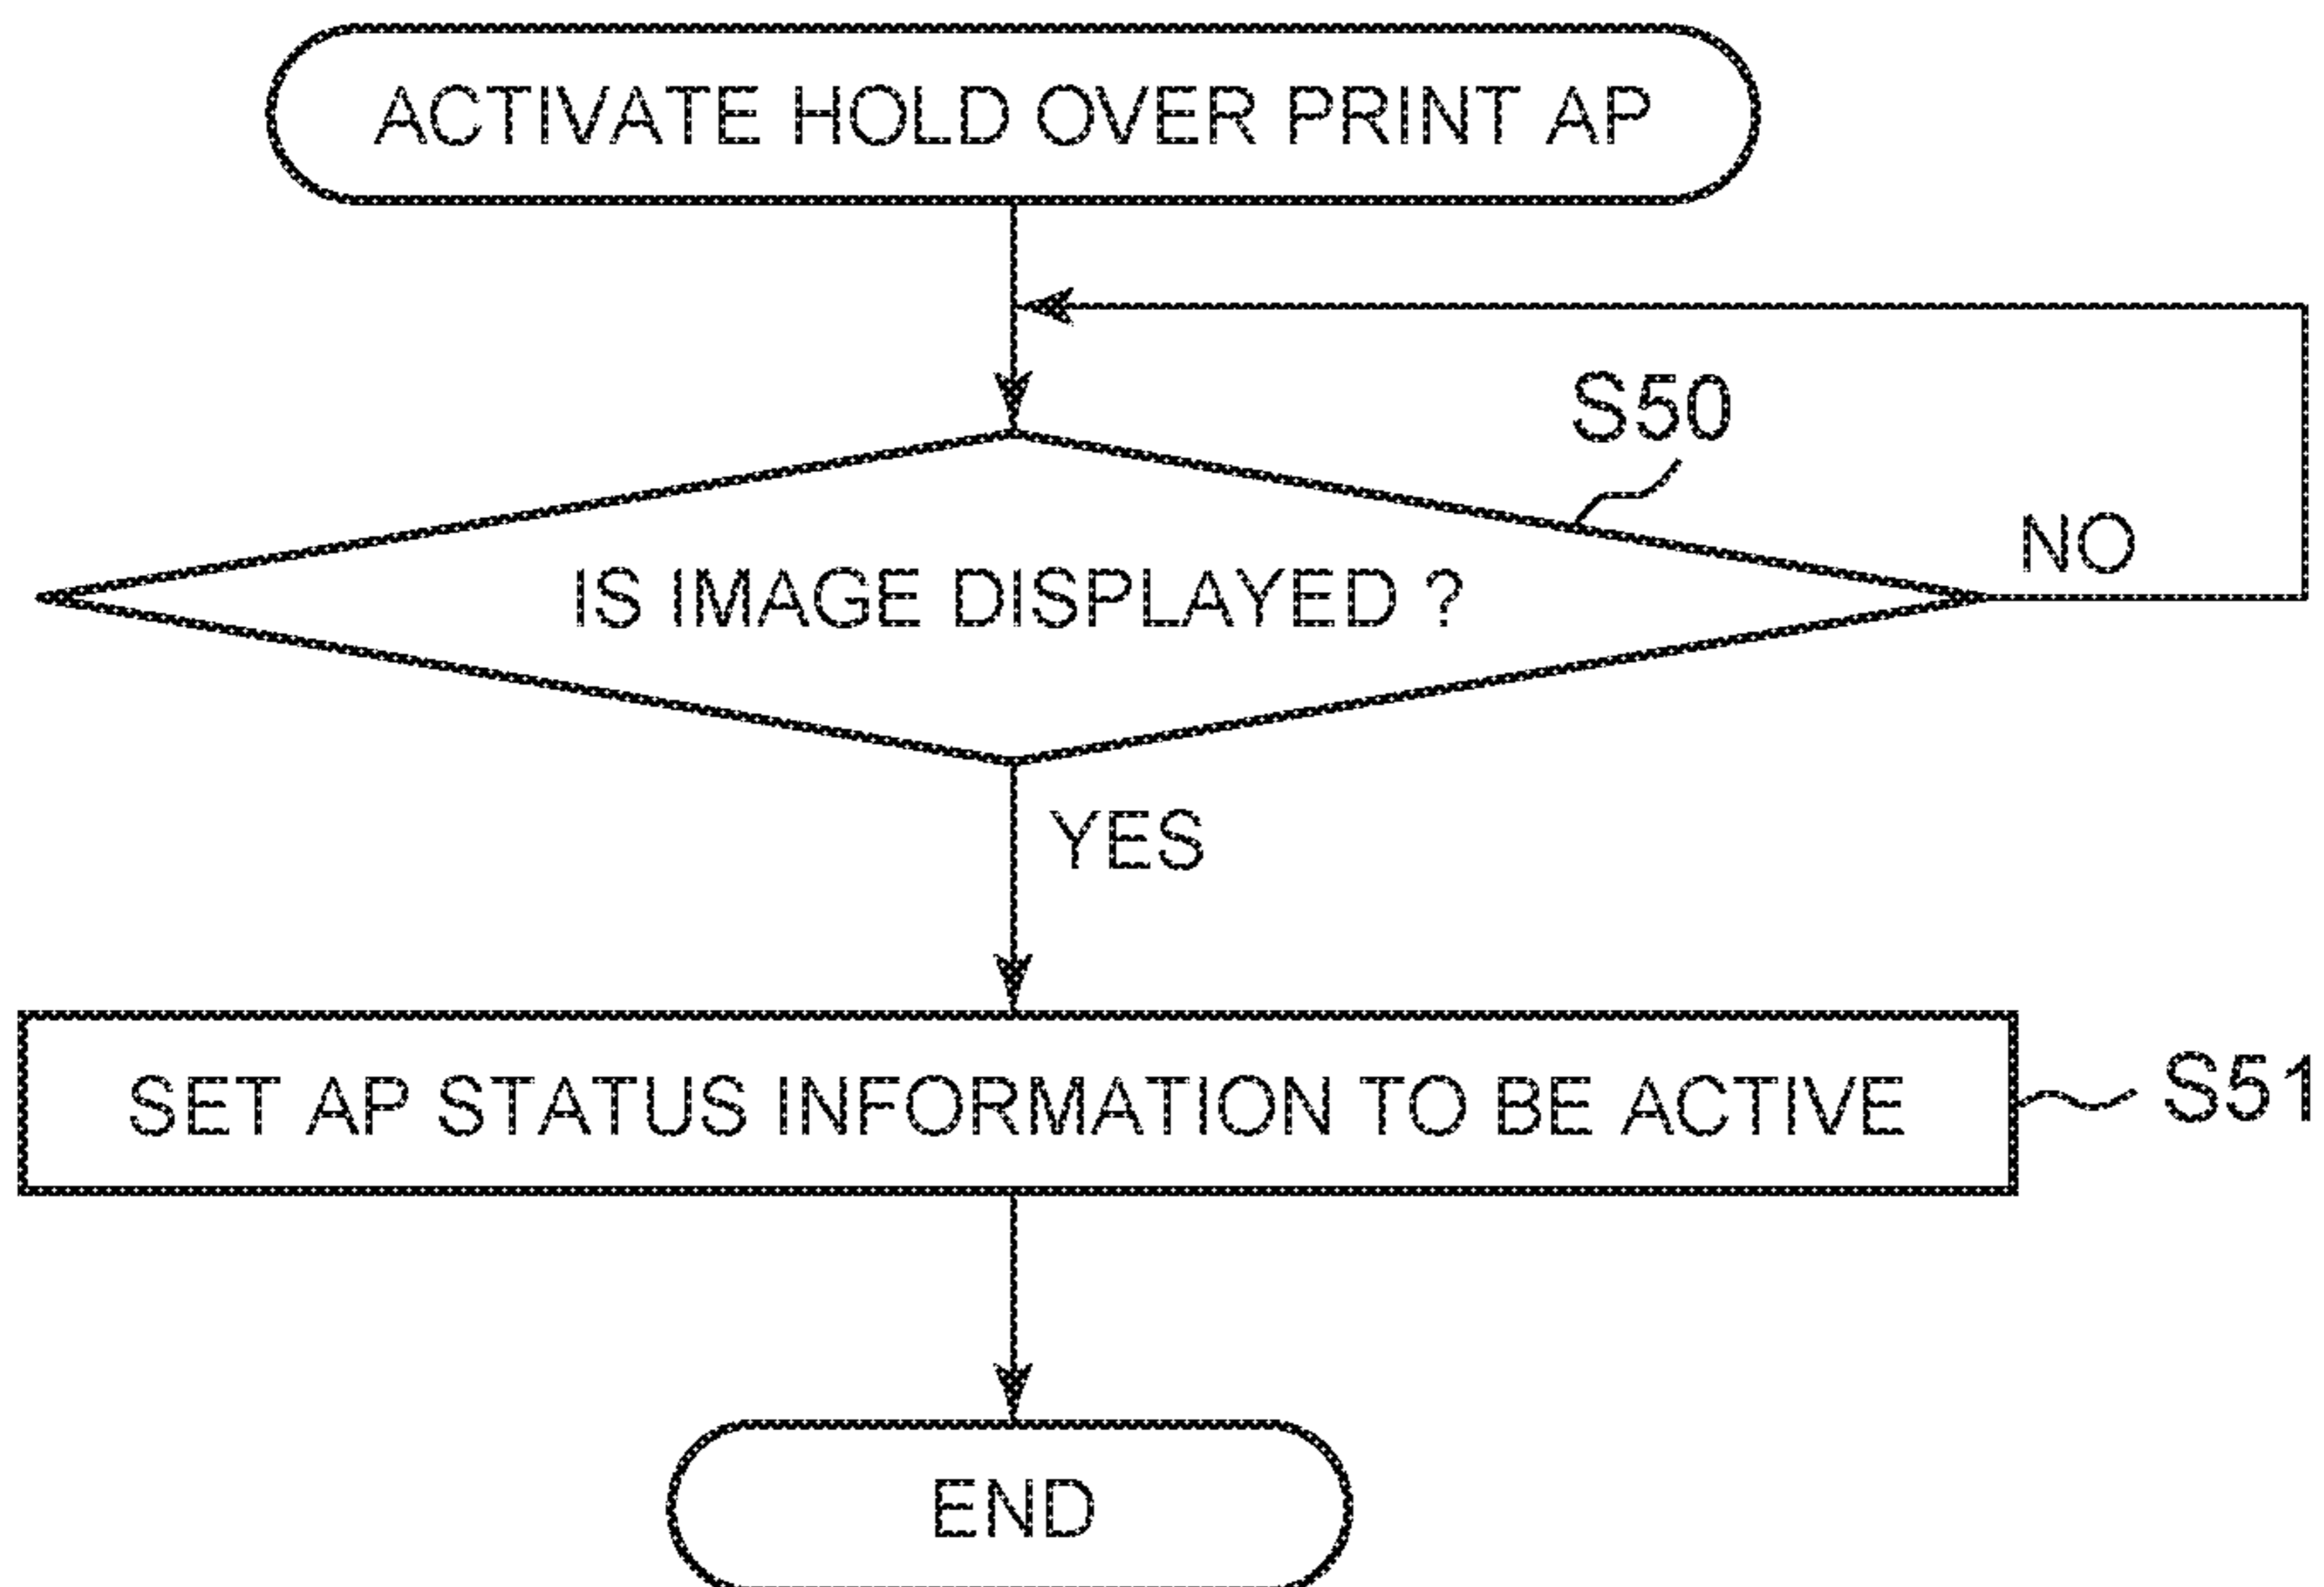 ACTIVATE HOLD OVER PRINT AP
S50
IS IMAGE DISPLAYED ?
NO
YES
SET AP STATUS INFORMATION TO BE ACTIVE
S51
END